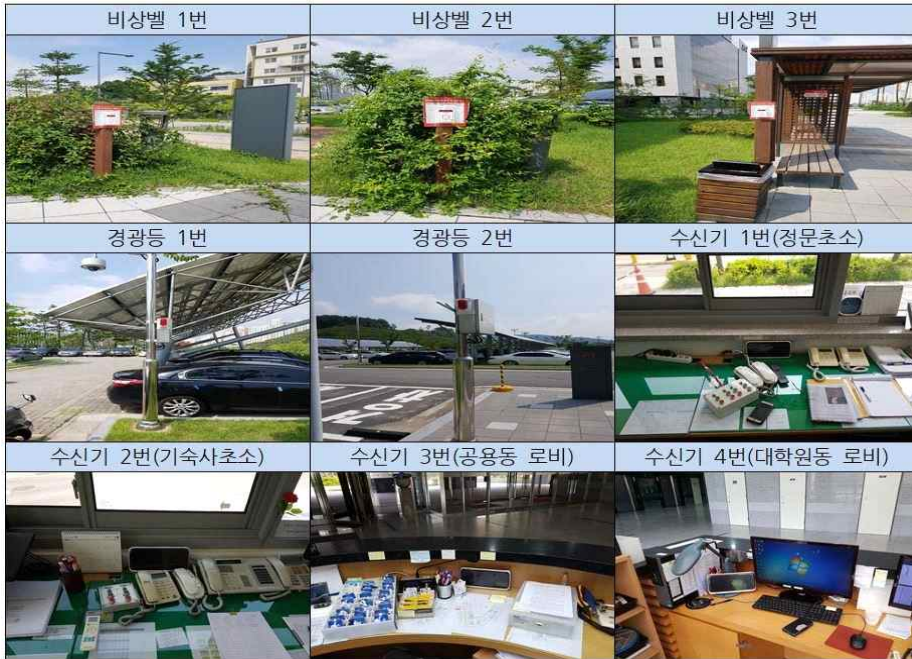 비상벨 1번
비상벨 2번
비상벨 3번
경광등 1번
경광등 2번
수신기 1번(정문초소)
수신기 2번(기숙사초소)
수신기 3번(공용동 로비)
수신기 4번(대학원동 로비)